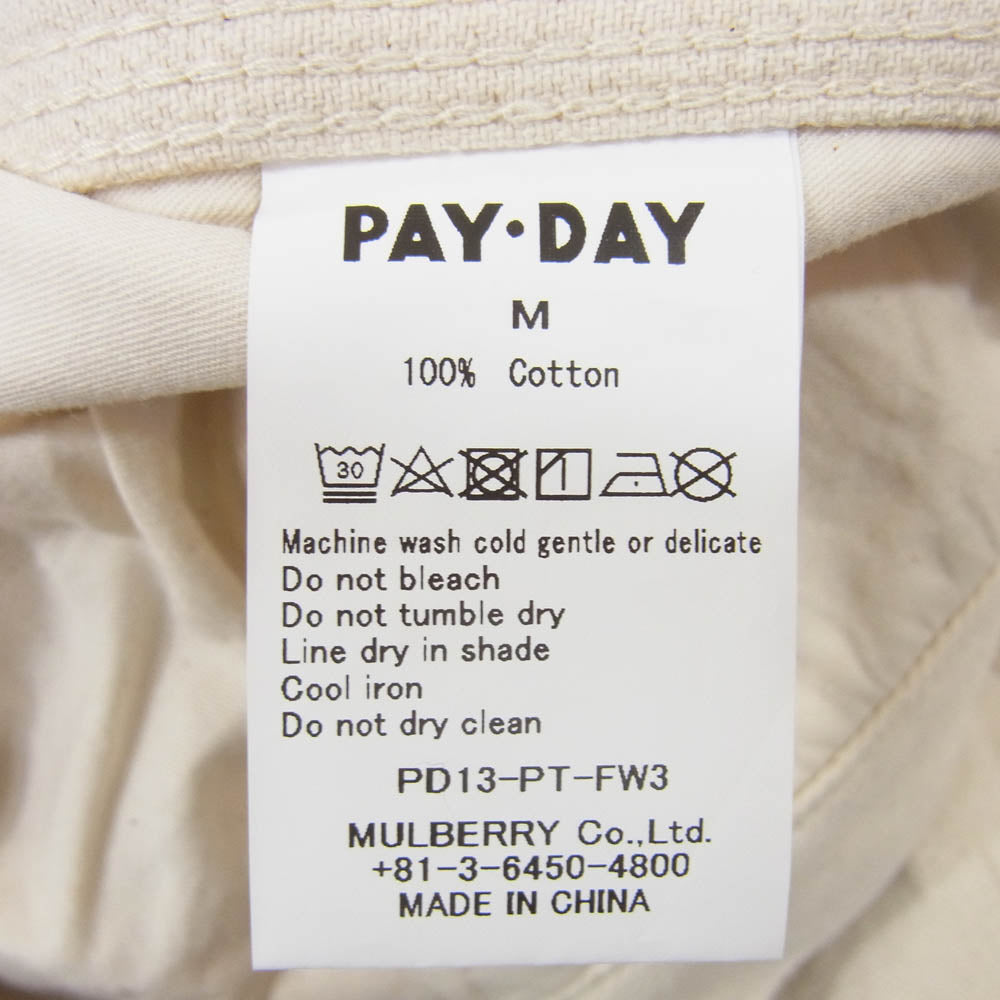 PAY•DAY
M
100% Cotton
30
Machine wash cold gentle or delicate
Do not bleach
Do not tumble dry
Line dry in shade
Cool iron
Do not dry clean
PD13-PT-FW3
MULBERRY Co.,Ltd.
+81-3-6450-4800
MADE IN CHINA